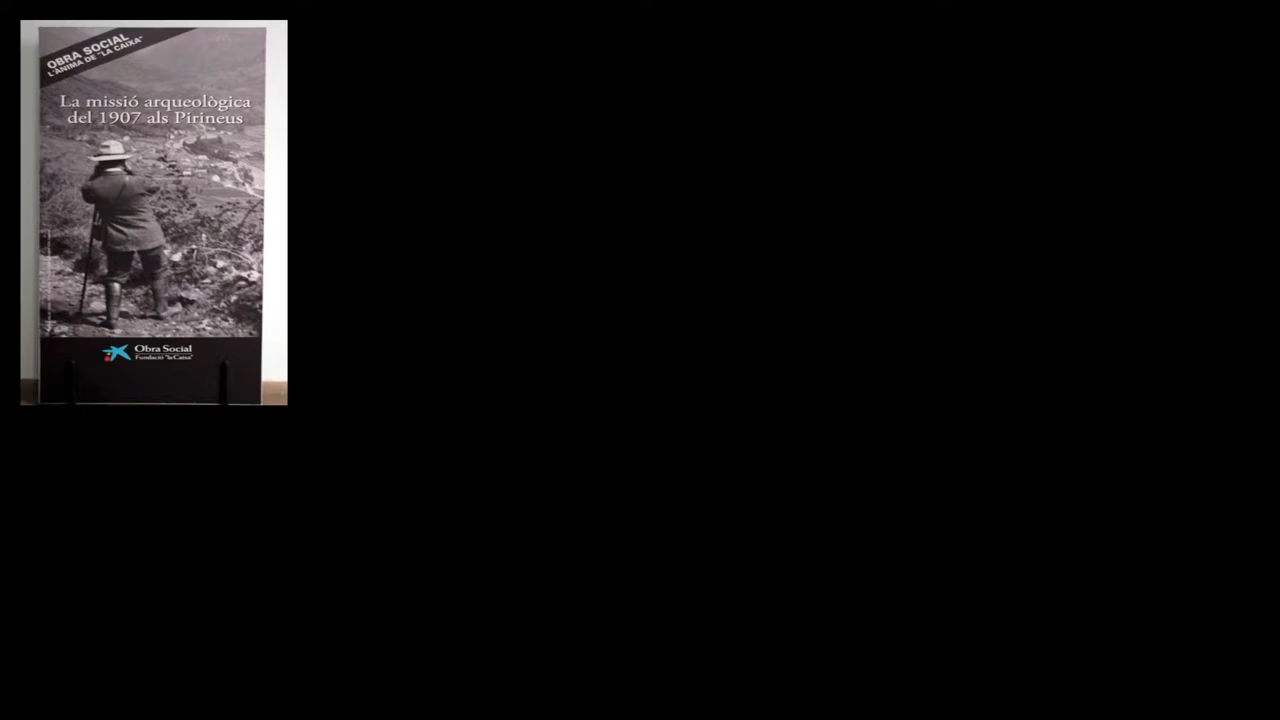 OBRA SOCIAL
L'ÀNIMA DE "LA CAIXA"
La missió arqueològica
del 1907 als Pirineus
Obra Social
Fundació "la Caixa"